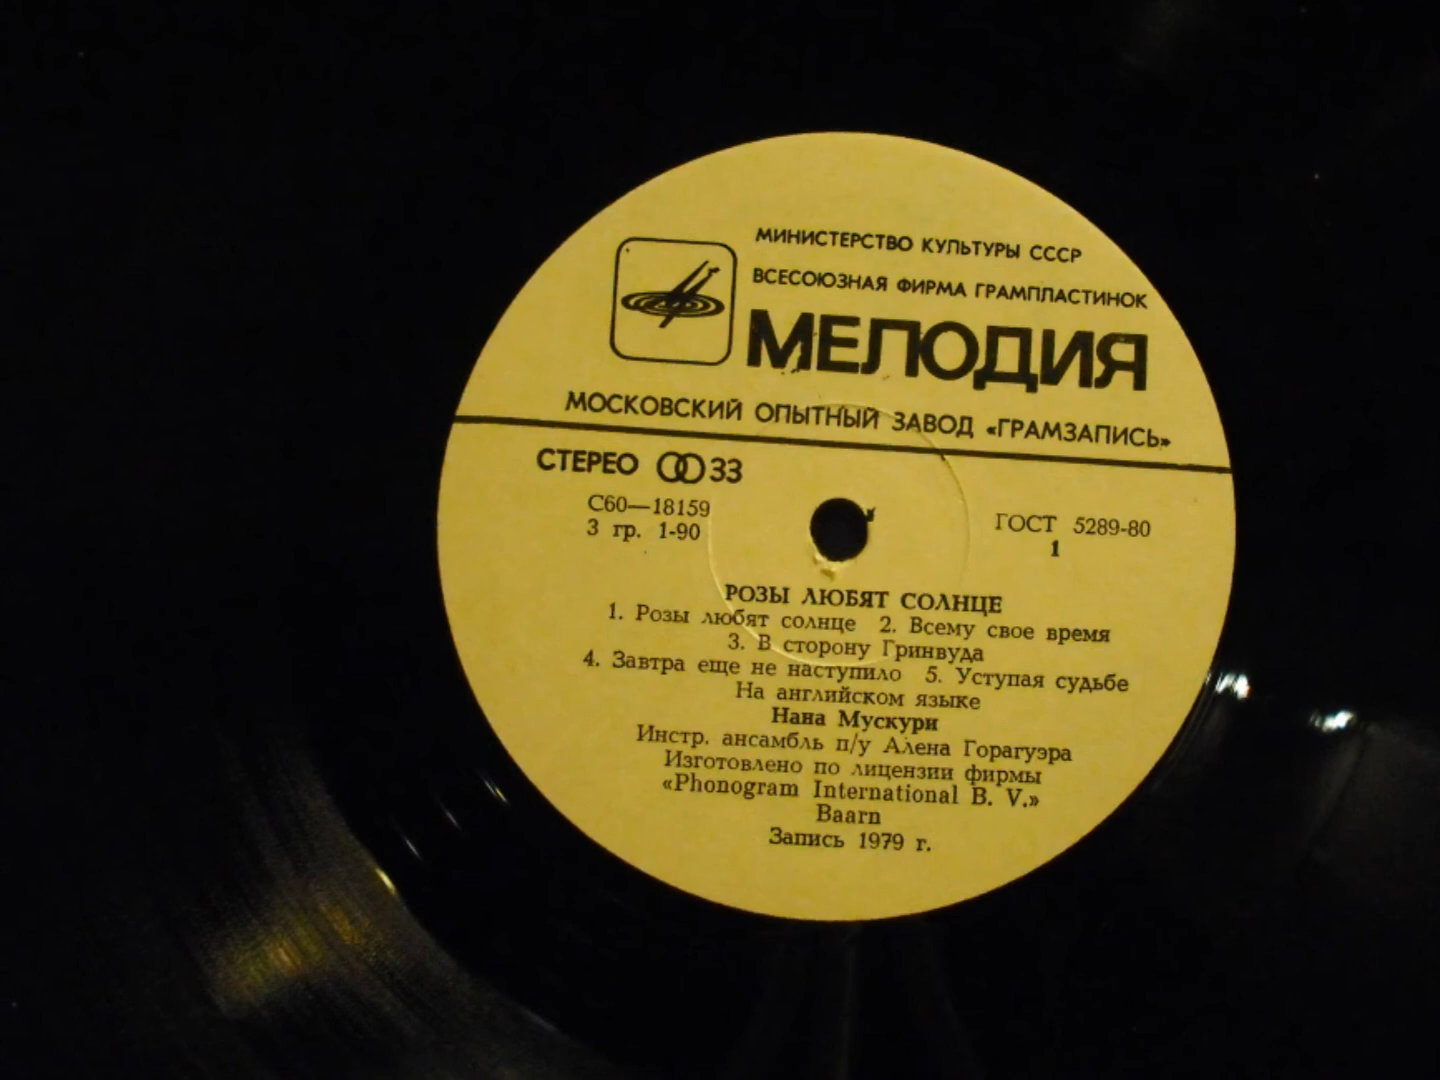 МИНИСТЕРСТВО КУЛЬТУРЫ СССР
ВСЕСОЮЗНАЯ ФИРМА ГРАМПЛАСТИНОК
МЕЛОДИЯ
МОСКОВСКИЙ ОПЫТНЫЙ ЗАВОД «ГРАМЗАПИСЬ»
СТЕРЕО 33
С60—18159
3 гр. 1-90
ГОСТ 5289-80
1
РОЗЫ ЛЮБЯТ СОЛНЦЕ
1. Розы любят солнце 2. Всему свое время
3. В сторону Гринвуда
4. Завтра еще не наступило 5. Уступая судьбе
На английском языке
Нана Мускури
Инстр. ансамбль п/у Алена Горагуэра
Изготовлено по лицензии фирмы
«Phonogram International B. V.»
Baarn
Запись 1979 г.